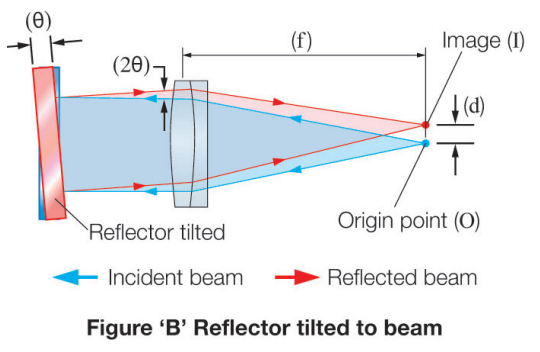 (θ)
(f)
Image (I)
(2θ)
(d)
Origin point (O)
Reflector tilted
Incident beam
Reflected beam
Figure ‘B’ Reflector tilted to beam